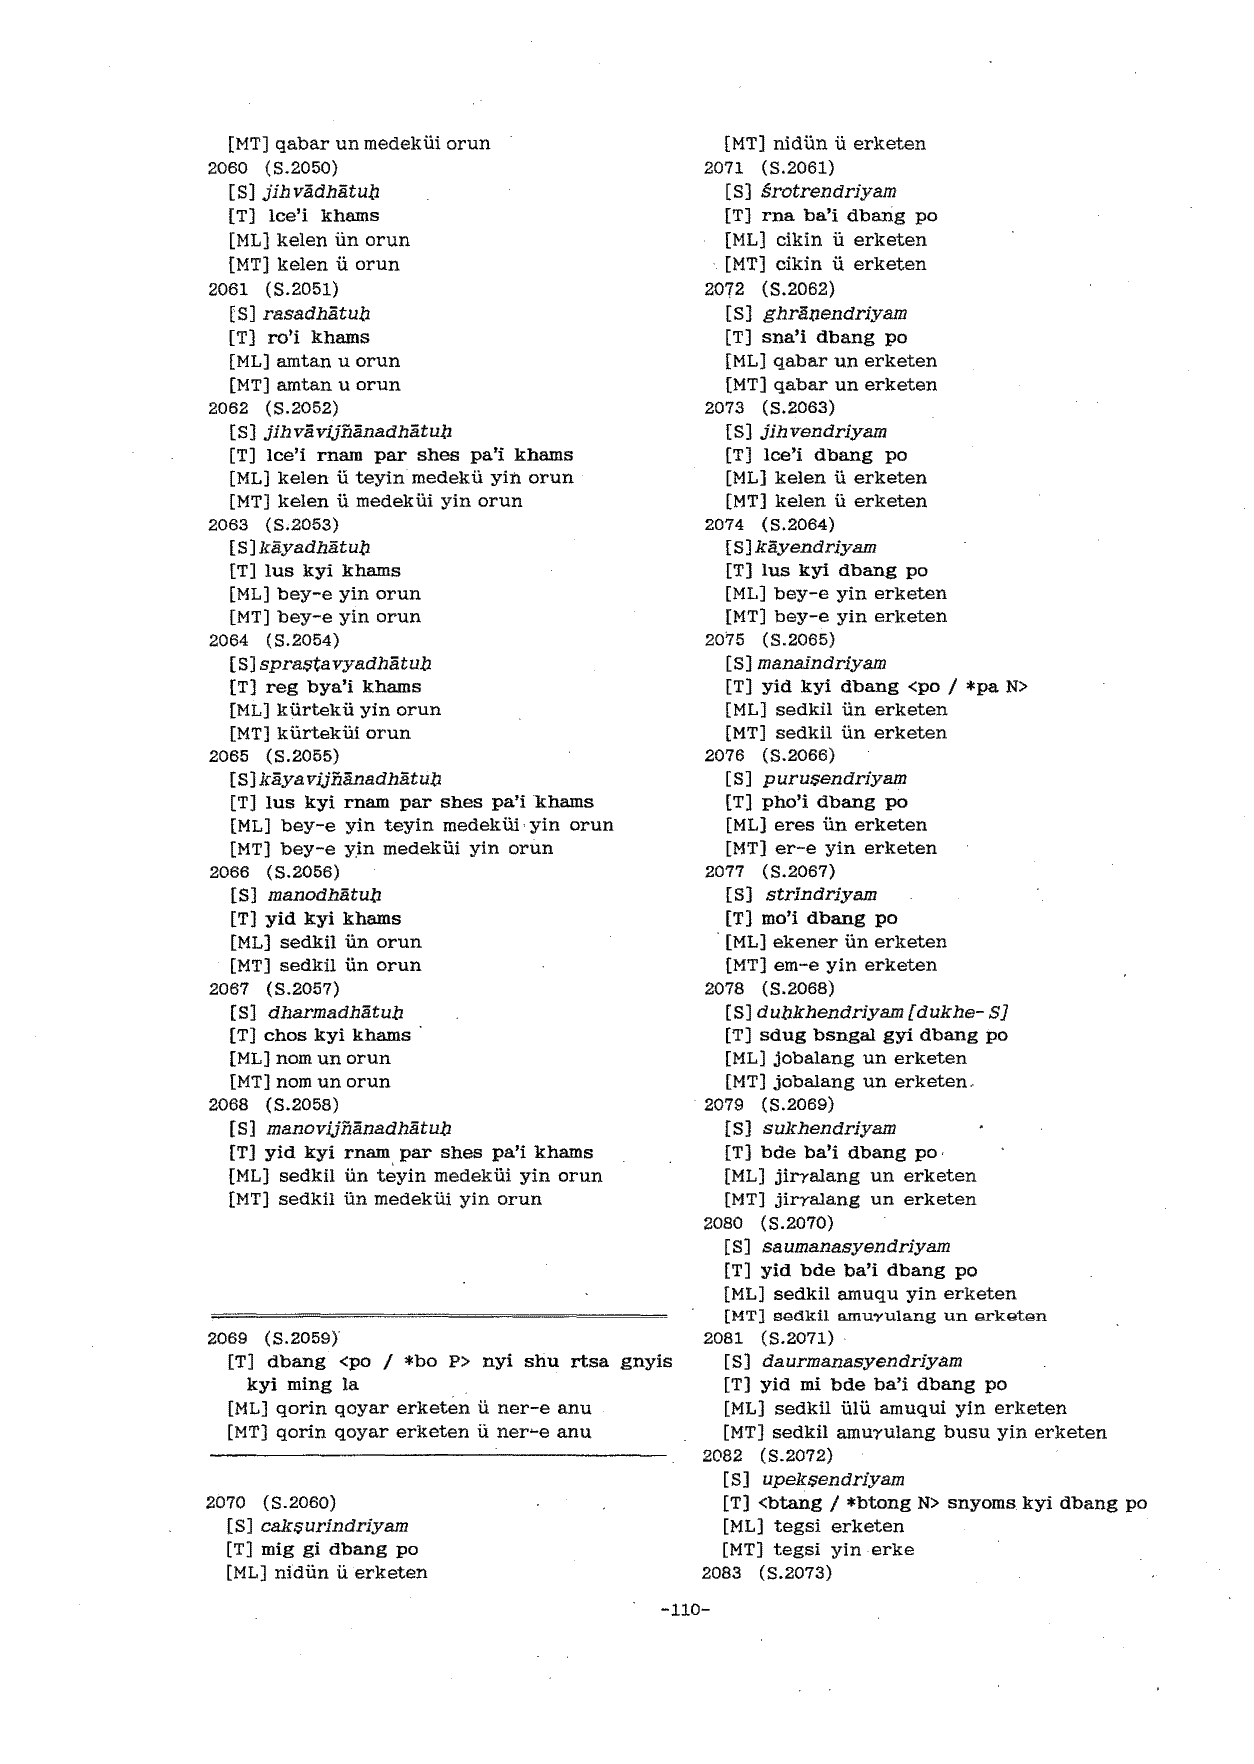 [MT] qabar un medeküi orun
2060 (S.2050)
[S] jihvādhātuḥ
[T] lce'i khams
[ML] kelen ün orun
[MT] kelen ü orun
2061 (S.2051)
[S] rasadhātuḥ
[T] ro'i khams
[ML] amtan u orun
[MT] amtan u orun
2062 (S.2052)
[S] jihvāvijñānadhātuḥ
[T] lce'i rnam par shes pa'i khams
[ML] kelen ü teyin medekü yin orun
[MT] kelen ü medeküi yin orun
2063 (S.2053)
[S] kāyadhātuḥ
[T] lus kyi khams
[ML] bey-e yin orun
[MT] bey-e yin orun
2064 (S.2054)
[S] spraṣṭavyadhātuḥ
[T] reg bya'i khams
[ML] kürtekü yin orun
[MT] kürteküi orun
2065 (S.2055)
[S] kāyavijñānadhātuḥ
[T] lus kyi rnam par shes pa'i khams
[ML] bey-e yin teyin medeküi yin orun
[MT] bey-e yin medeküi yin orun
2066 (S.2056)
[S] manodhātuḥ
[T] yid kyi khams
[ML] sedkil ün orun
[MT] sedkil ün orun
2067 (S.2057)
[S] dharmadhātuḥ
[T] chos kyi khams
[ML] nom un orun
[MT] nom un orun
2068 (S.2058)
[S] manovijñānadhātuḥ
[T] yid kyi rnam par shes pa'i khams
[ML] sedkil ün teyin medeküi yin orun
[MT] sedkil ün medeküi yin orun
2069 (S.2059)
[T] dbang <po / *bo P> nyi shu rtsa gnyis
kyi ming la
[ML] qorin qoyar erketen ü ner-e anu
[MT] qorin qoyar erketen ü ner-e anu
2070 (S.2060)
[S] cakṣurindriyam
[T] mig gi dbang po
[ML] nidün ü erketen
[MT] nidün ü erketen
2071 (S.2061)
[S] śrotrendriyam
[T] rna ba'i dbang po
[ML] cikin ü erketen
[MT] cikin ü erketen
2072 (S.2062)
[S] ghrāṇendriyam
[T] sna'i dbang po
[ML] qabar un erketen
[MT] qabar un erketen
2073 (S.2063)
[S] jihvendriyam
[T] lce'i dbang po
[ML] kelen ü erketen
[MT] kelen ü erketen
2074 (S.2064)
[S] kāyendriyam
[T] lus kyi dbang po
[ML] bey-e yin erketen
[MT] bey-e yin erketen
2075 (S.2065)
[S] manaindriyam
[T] yid kyi dbang <po / *pa N>
[ML] sedkil ün erketen
[MT] sedkil ün erketen
2076 (S.2066)
[S] puruṣendriyam
[T] pho'i dbang po
[ML] eres ün erketen
[MT] er-e yin erketen
2077 (S.2067)
[S] strīndriyam
[T] mo'i dbang po
[ML] ekener ün erketen
[MT] em-e yin erketen
2078 (S.2068)
[S] duḥkhendriyam [dukhe- S]
[T] sdug bsngal gyi dbang po
[ML] jobalang un erketen
[MT] jobalang un erketen
2079 (S.2069)
[S] sukhendriyam
[T] bde ba'i dbang po
[ML] jirγalang un erketen
[MT] jirγalang un erketen
2080 (S.2070)
[S] saumanasyendriyam
[T] yid bde ba'i dbang po
[ML] sedkil amuqu yin erketen
[MT] sedkil amuγulang un erketen
2081 (S.2071)
[S] daurmanasyendriyam
[T] yid mi bde ba'i dbang po
[ML] sedkil ülü amuqui yin erketen
[MT] sedkil amuγulang busu yin erketen
2082 (S.2072)
[S] upekṣendriyam
[T] <btang / *btong N> snyoms kyi dbang po
[ML] tegsi erketen
[MT] tegsi yin erke
2083 (S.2073)
-110-